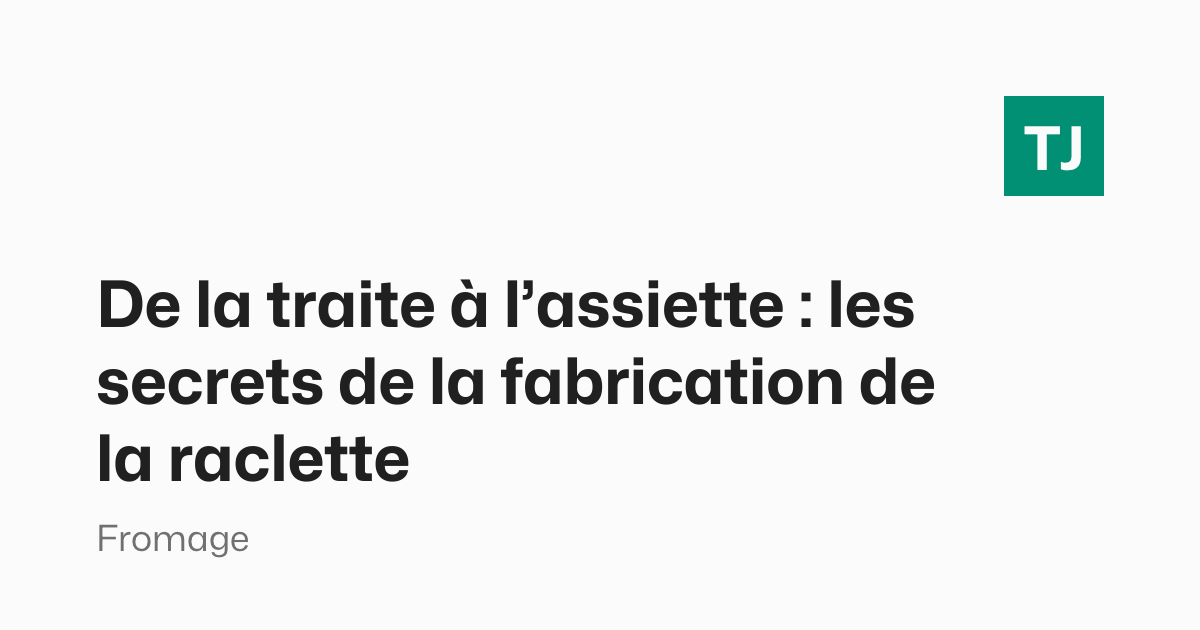 TJ
De la traite à l’assiette : les
secrets de la fabrication de
la raclette
Fromage